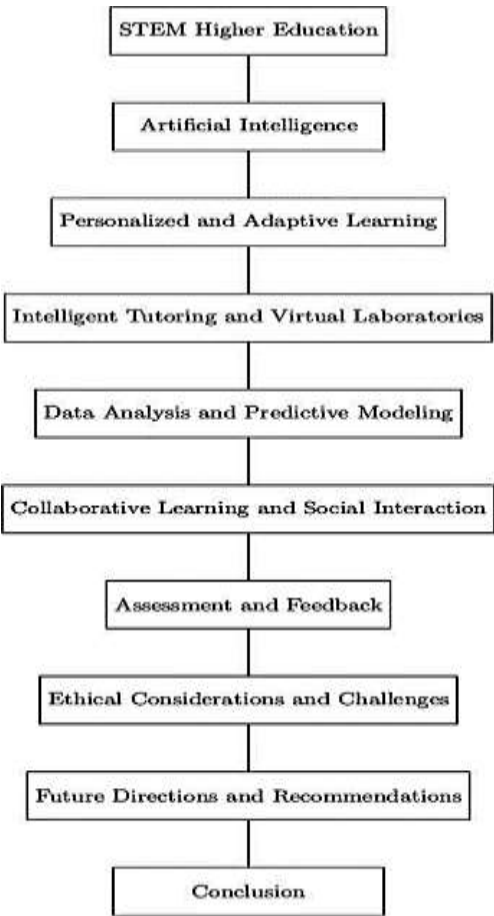 STEM Higher Education
Artificial Intelligence
Personalized and Adaptive Learning
Intelligent Tutoring and Virtual Laboratories
Data Analysis and Predictive Modeling
Collaborative Learning and Social Interaction
Assessment and Feedback
Ethical Considerations and Challenges
Future Directions and Recommendations
Conclusion